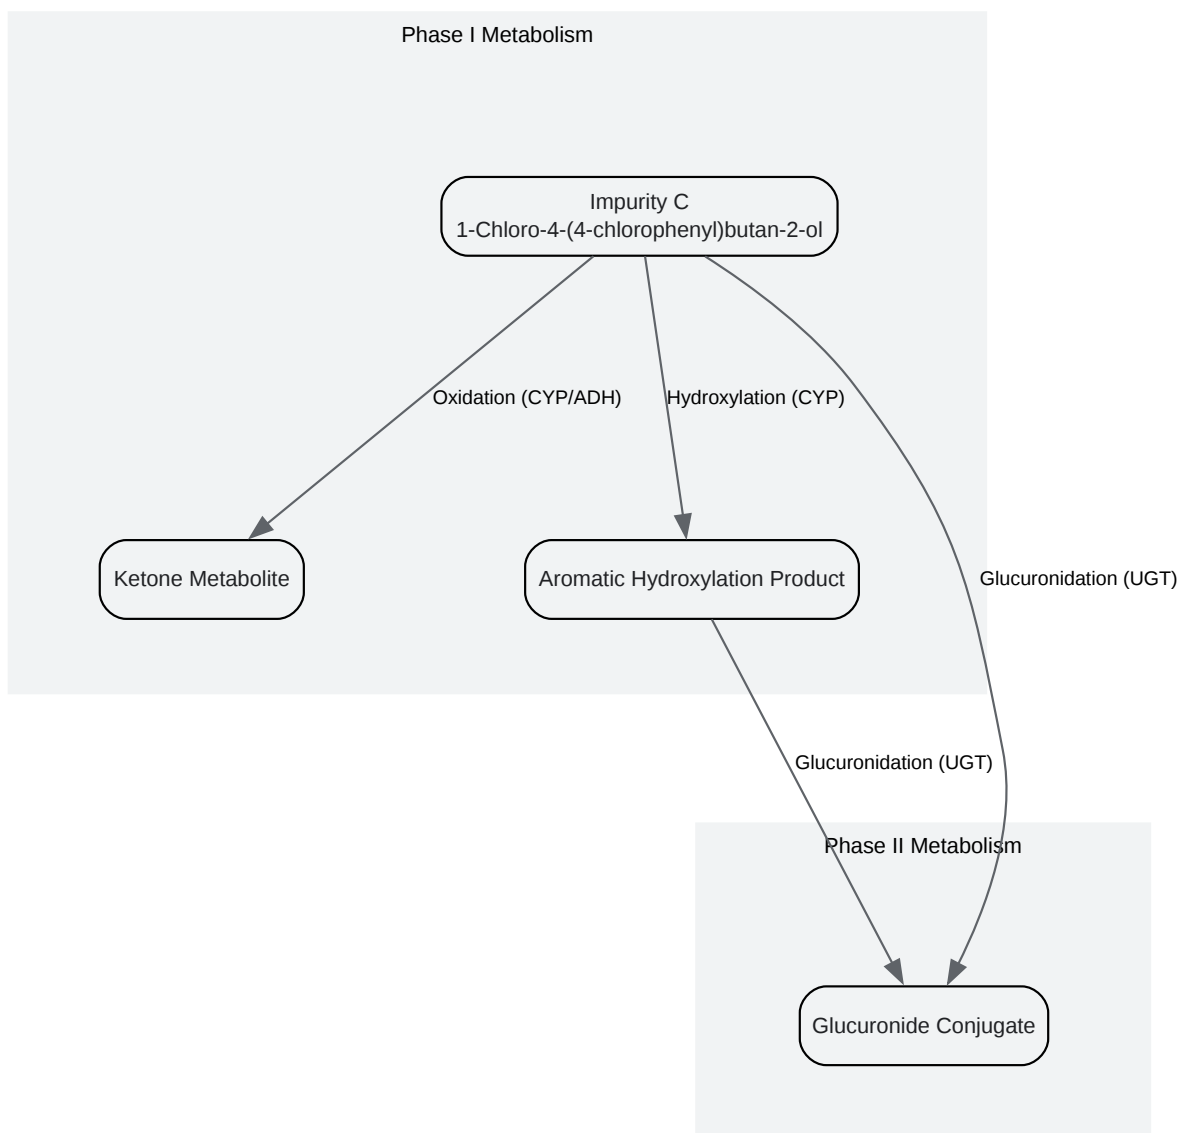 Phase I Metabolism
Impurity C
1-Chloro-4-(4-chlorophenyl)butan-2-ol
Oxidation (CYP/ADH)
Hydroxylation (CYP)
Ketone Metabolite
Aromatic Hydroxylation Product
Glucuronidation (UGT)
Glucuronidation (UGT)
Phase II Metabolism
Glucuronide Conjugate